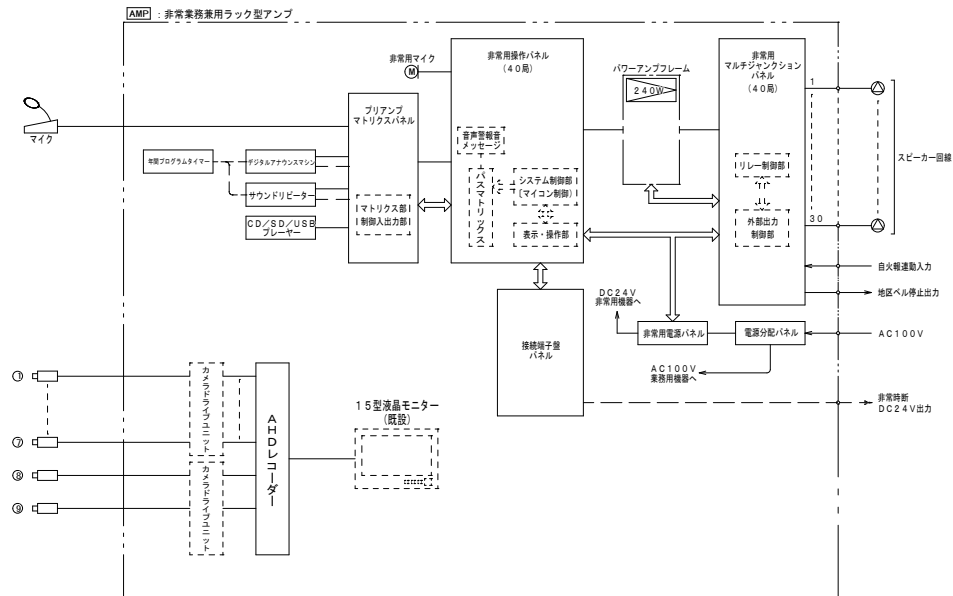 AMP : 非常業務兼用ラック型アンプ
非常用マイク
M
非常用操作パネル
(40局)
パワーアンプフレーム
240W
非常用
マルチジャンクション
パネル
(40局)
1
30
スピーカー回線
マイク
プリアンプ
マトリクスパネル
音声警報音
メッセージ
バスマトリックス
システム制御部
[マイコン制御]
表示・操作部
リレー制御部
外部出力
制御部
年間プログラムタイマー
デジタルアナウンスマシン
サウンドリピーター
CD/SD/USB
プレーヤー
マトリクス部
制御入出力部
自火報連動入力
地区ベル停止出力
DC24V
非常用機器へ
接続端子盤
パネル
非常用電源パネル
電源分配パネル
AC100V
AC100V
業務用機器へ
非常時断
DC24V出力
①
⑦
⑧
⑨
カメラドライブユニット
カメラドライブユニット
AHDレコーダー
15型液晶モニター
(既設)